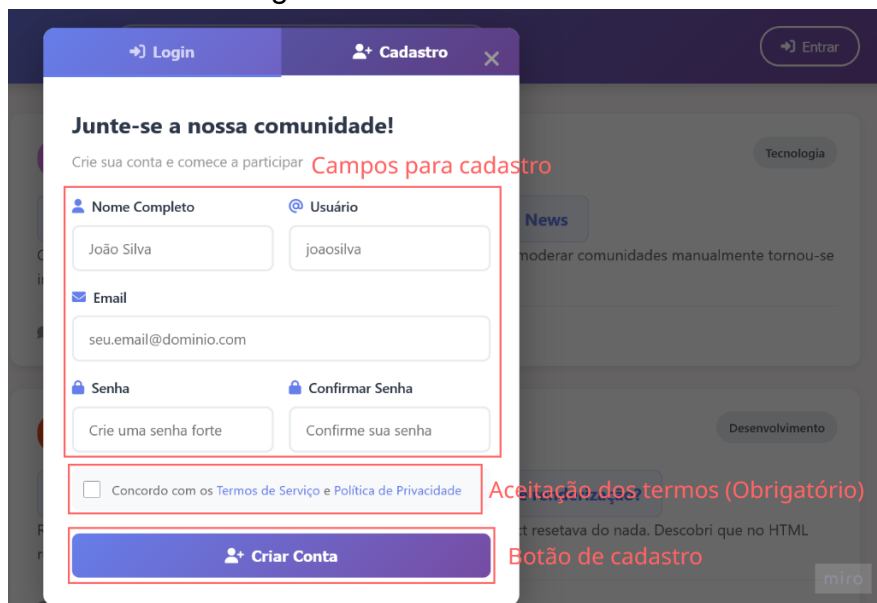 Login
Cadastro
Entrar
Junte-se a nossa comunidade!
Crie sua conta e comece a participar
Campos para cadastro
Tecnologia
Nome Completo
Usuário
News
João Silva
joaosilva
moderar comunidades manualmente tornou-se
Email
seu.email@dominio.com
Senha
Confirmar Senha
Crie uma senha forte
Confirme sua senha
Desenvolvimento
Concordo com os Termos de Serviço e Política de Privacidade
Aceitação dos termos (Obrigatório)
resetava do nada. Descobri que no HTML
Criar Conta
Botão de cadastro
miro